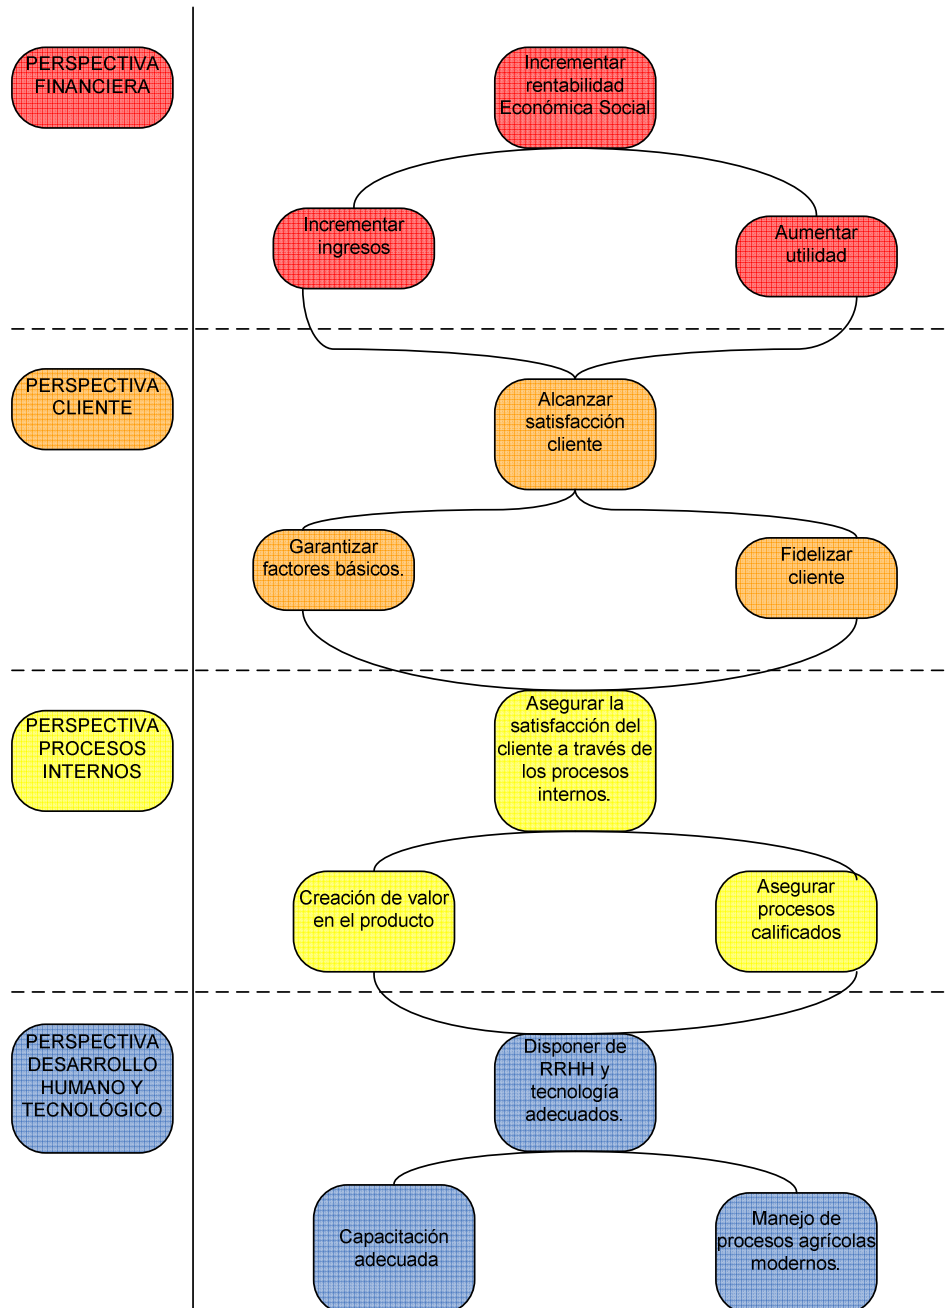 PERSPECTIVA
FINANCIERA
Incrementar
rentabilidad
Económica Social
Incrementar
ingresos
Aumentar
utilidad
PERSPECTIVA
CLIENTE
Alcanzar
satisfacción
cliente
Garantizar
factores básicos.
Fidelizar
cliente
PERSPECTIVA
PROCESOS
INTERNOS
Asegurar la
satisfacción del
cliente a través de
los procesos
internos.
Creación de valor
en el producto
Asegurar
procesos
calificados
PERSPECTIVA
DESARROLLO
HUMANO Y
TECNOLÓGICO
Disponer de
RRHH y
tecnología
adecuados.
Capacitación
adecuada
Manejo de
procesos agrícolas
modernos.